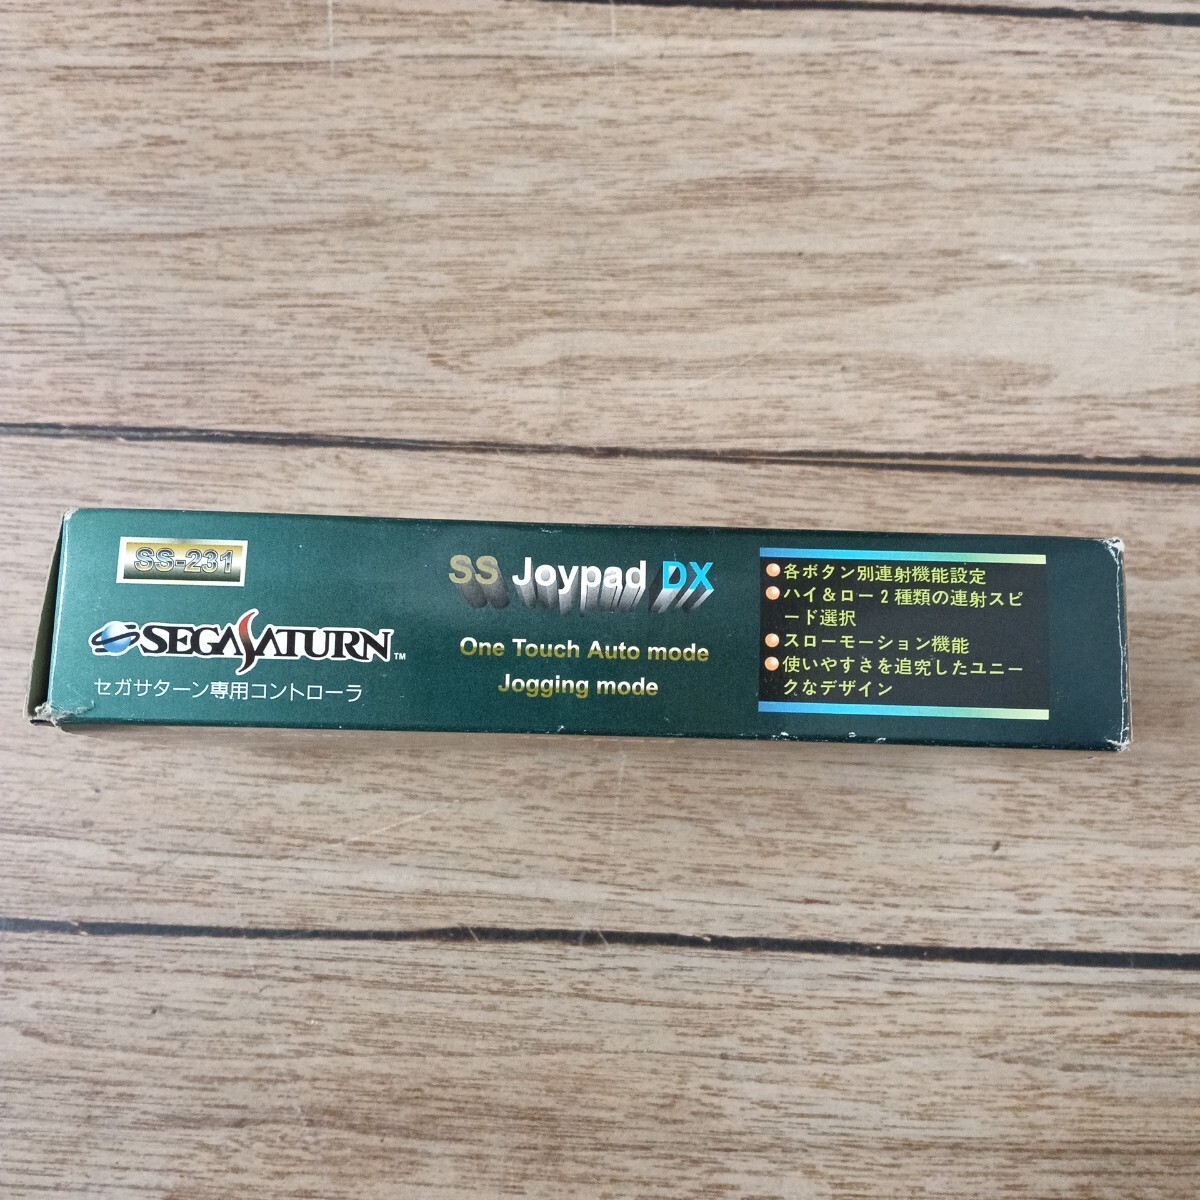 SS-231
SEGASATURN™
セガサターン専用コントローラ
SS Joypad DX
One Touch Auto mode
Jogging mode
●各ボタン別連射機能設定
●ハイ＆ロー2種類の連射スピ
ード選択
●スローモーション機能
●使いやすさを追究したユニー
クなデザイン